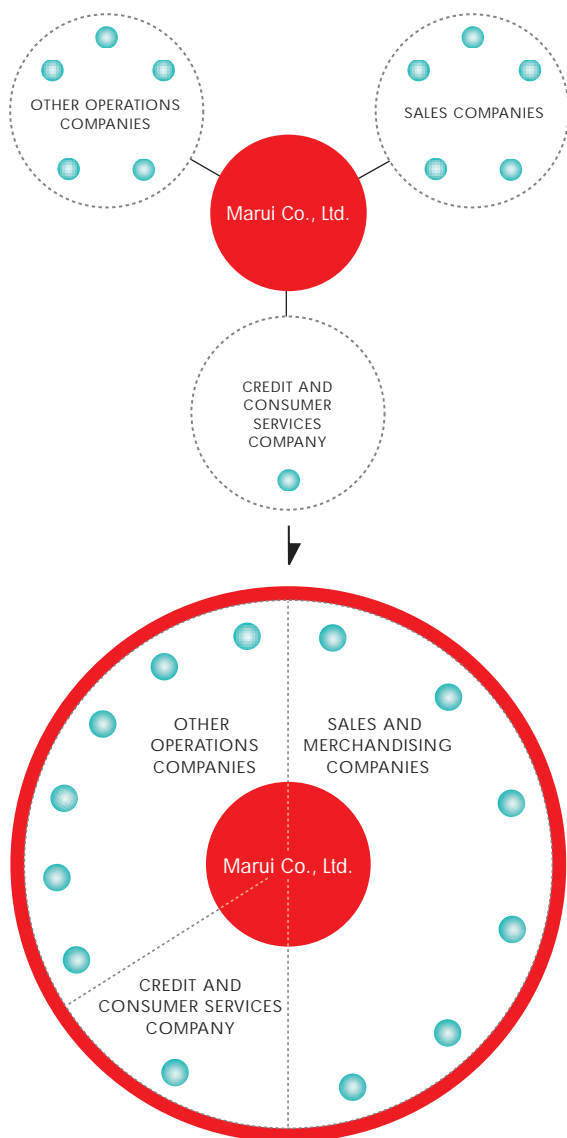 OTHER OPERATIONS
COMPANIES
SALES COMPANIES
Marui Co., Ltd.
CREDIT AND
CONSUMER
SERVICES
COMPANY
OTHER
OPERATIONS
COMPANIES
SALES AND
MERCHANDISING
COMPANIES
Marui Co., Ltd.
CREDIT AND
CONSUMER SERVICES
COMPANY